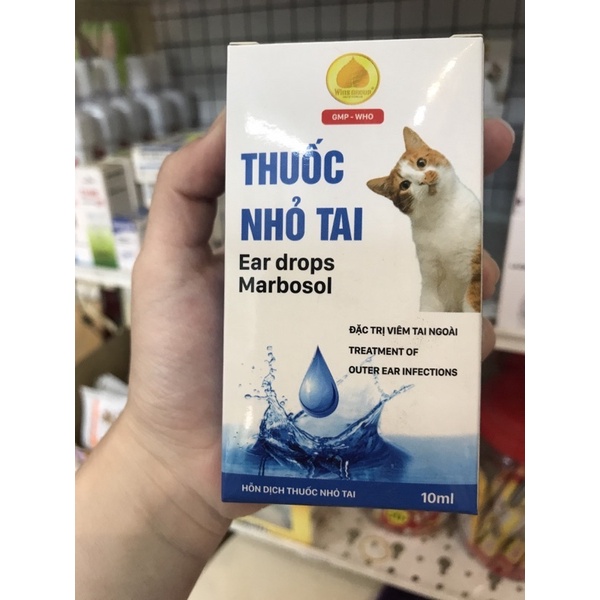 GMP - WHO
THUỐC
NHỎ TAI
Ear drops
Marbosol
ĐẶC TRỊ VIÊM TAI NGOÀI
TREATMENT OF
OUTER EAR INFECTIONS
HỖN DỊCH THUỐC NHỎ TAI
10ml